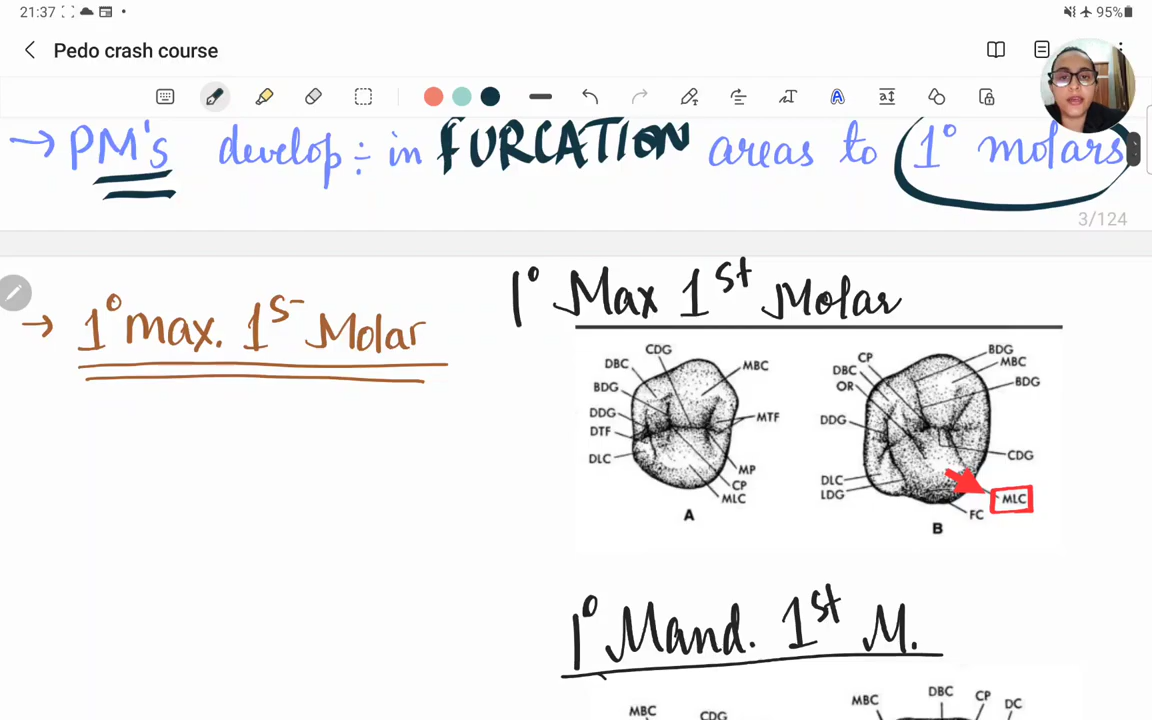 21:37
95%
Pedo crash course
→ PM's develop ÷ in FURCATION areas to 1° molars
3/124
→ 1° max. 1st Molar
1° Max 1st Molar
CDG
DBC
MBC
BDG
DDG
DTF
MTF
DLC
MP
CP
MLC
A
CP
BDG
DBC
MBC
OR
BDG
DDG
CDG
DLC
LDG
MLC
FC
B
1° Mand. 1st M.
MBC
CDG
MBC
DBC
CP
DC